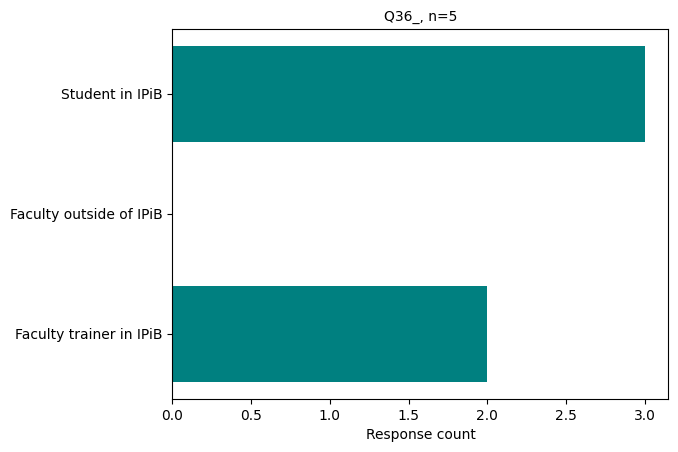 Q36_, n=5
Student in IPiB
Faculty outside of IPiB
Faculty trainer in IPiB
0.0 0.5 1.0 1.5 2.0 2.5 3.0
Response count